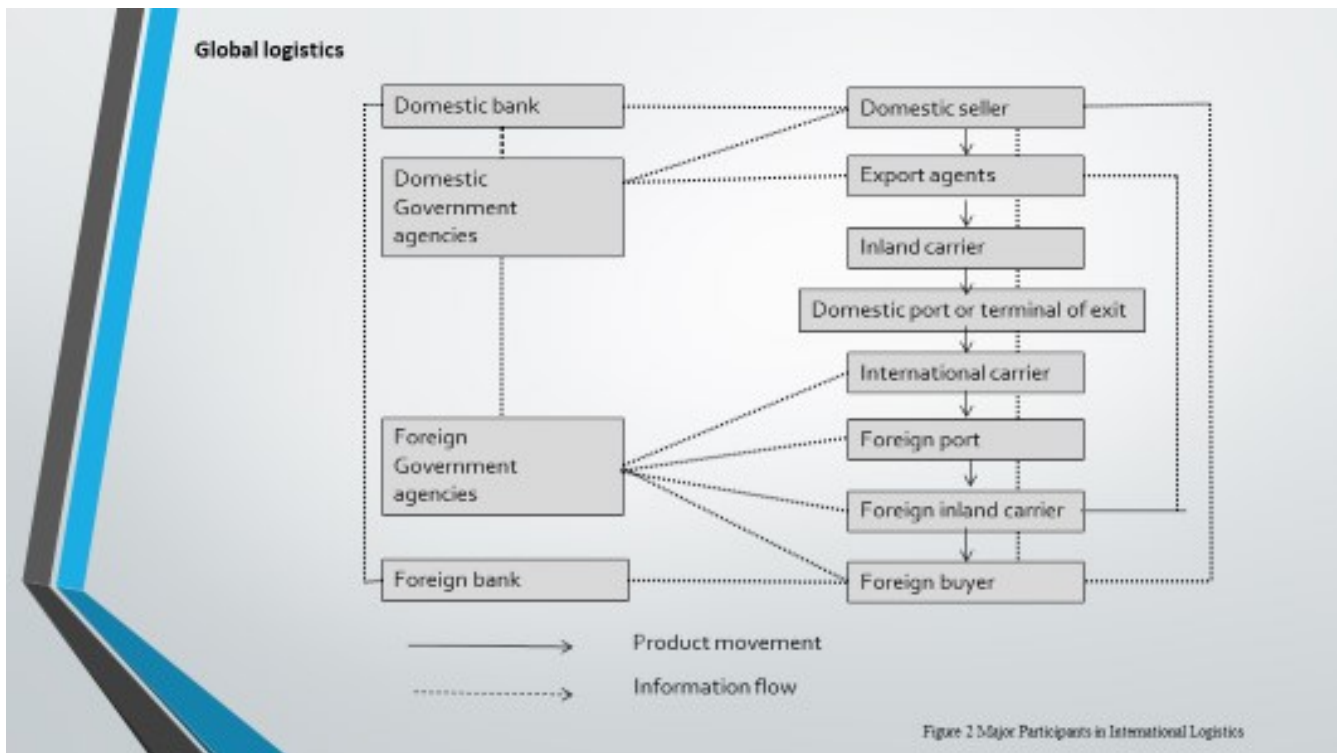 Global logistics
Domestic bank
Domestic seller
Domestic
Government
agencies
Export agents
Inland carrier
Domestic port or terminal of exit
International carrier
Foreign
Government
agencies
Foreign port
Foreign inland carrier
Foreign bank
Foreign buyer
Product movement
Information flow
Figure 2 Major Participants in International Logistics